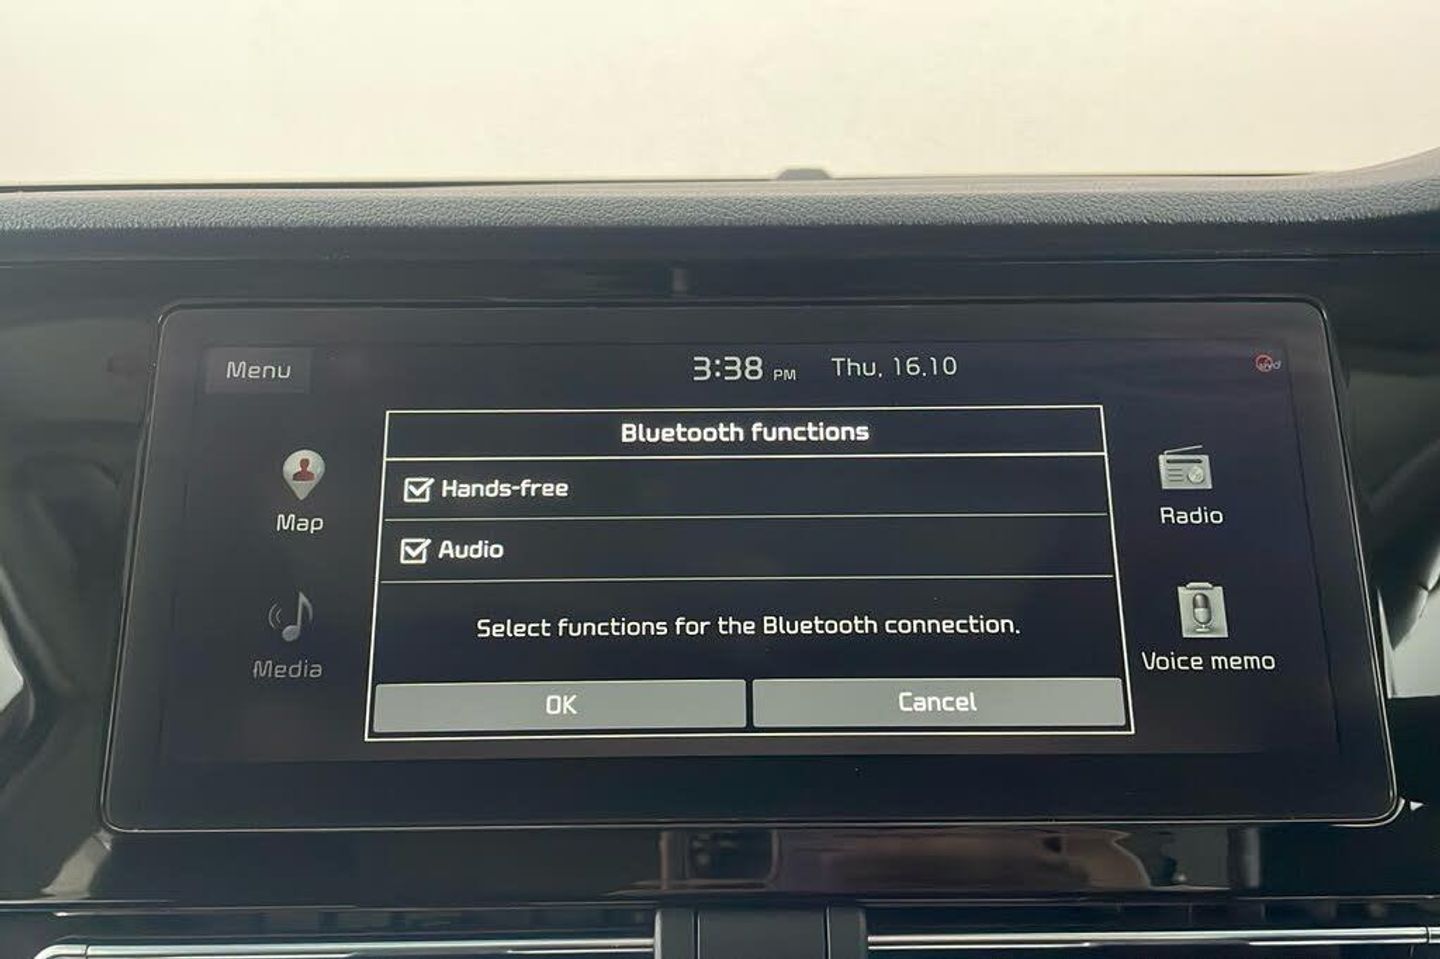 Menu
3:38 PM Thu, 16.10
Bluetooth functions
Hands-free
Audio
Select functions for the Bluetooth connection.
OK
Cancel
Map
Media
Radio
Voice memo